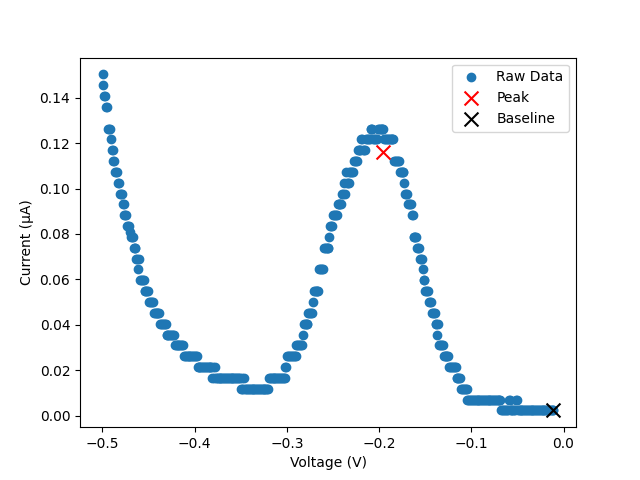 Raw Data
Peak
Baseline
0.14
0.12
0.10
0.08
0.06
0.04
0.02
0.00
Current (μA)
−0.5 −0.4 −0.3 −0.2 −0.1 0.0
Voltage (V)